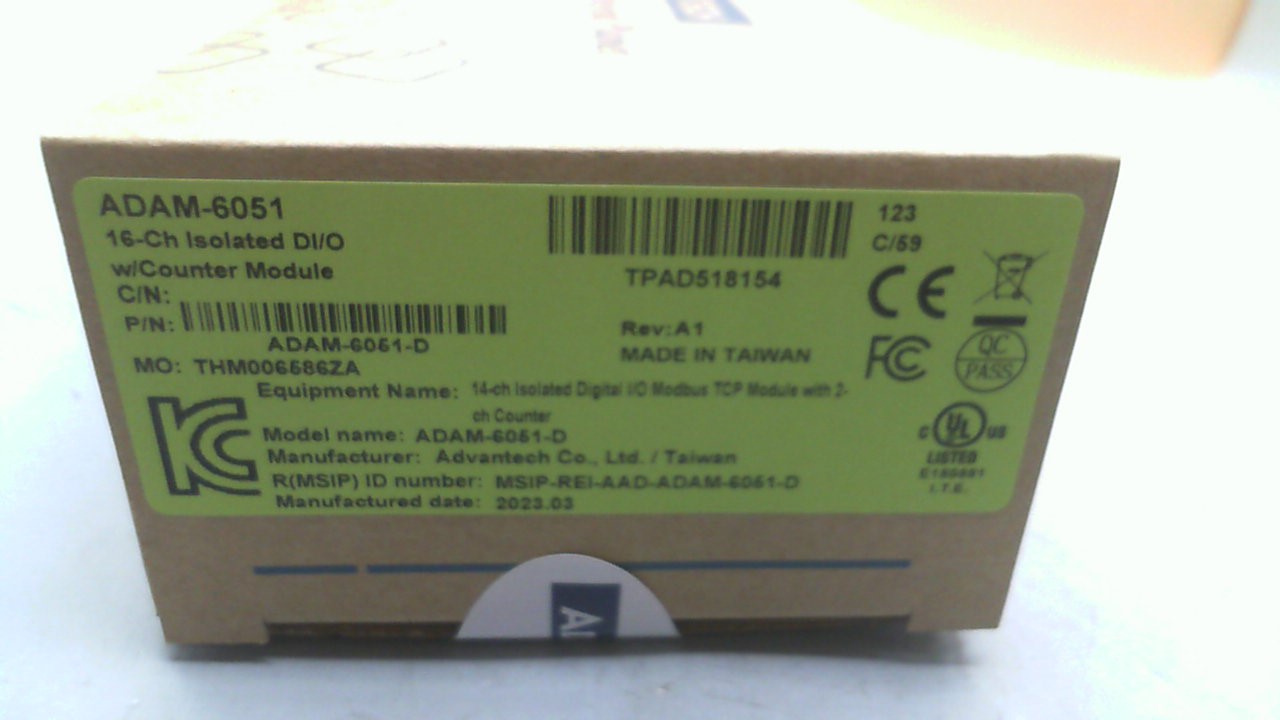 ADAM-6051
16-Ch Isolated DI/O
w/Counter Module
C/N:
P/N:
ADAM-6051-D
MO: THM006586ZA
TPAD518154
Rev:A1
MADE IN TAIWAN
123
C/59
CE
FC
QC
PASS
Equipment Name: 14-ch Isolated Digital I/O Modbus TCP Module with 2-
ch Counter
Model name: ADAM-6051-D
Manufacturer: Advantech Co., Ltd. / Taiwan
R(MSIP) ID number: MSIP-REI-AAD-ADAM-6051-D
Manufactured date: 2023.03
KC
C UL US
LISTED
I.T.E.